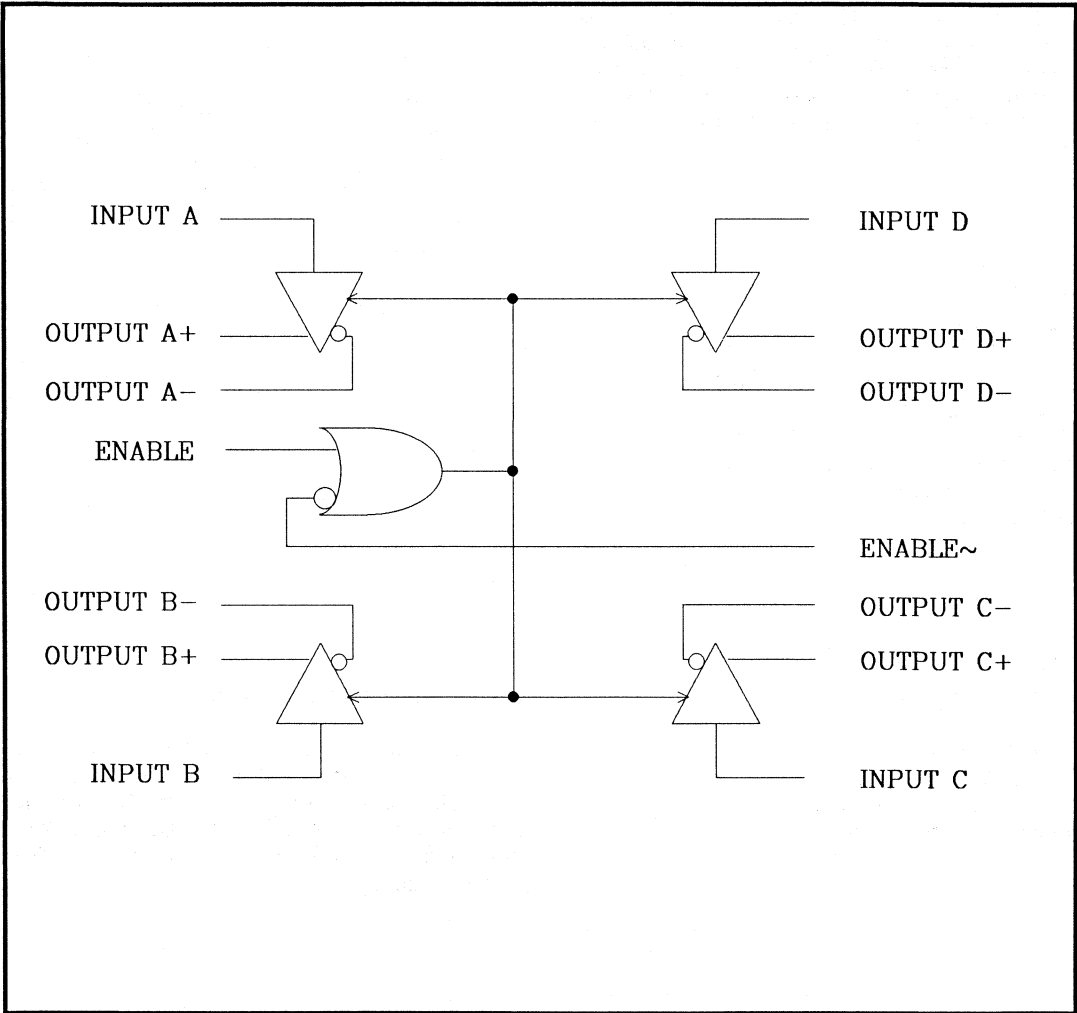 INPUT A
INPUT D
OUTPUT A+
OUTPUT D+
OUTPUT A−
OUTPUT D−
ENABLE
ENABLE~
OUTPUT B−
OUTPUT C−
OUTPUT B+
OUTPUT C+
INPUT B
INPUT C